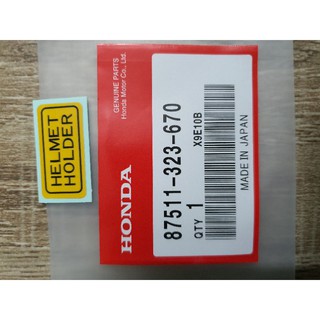 HELMET
HOLDER
GENUINE PARTS
Honda Motor Co., Ltd.
HONDA
87511-323-670
X9E10B
QTY 1
MADE IN JAPAN